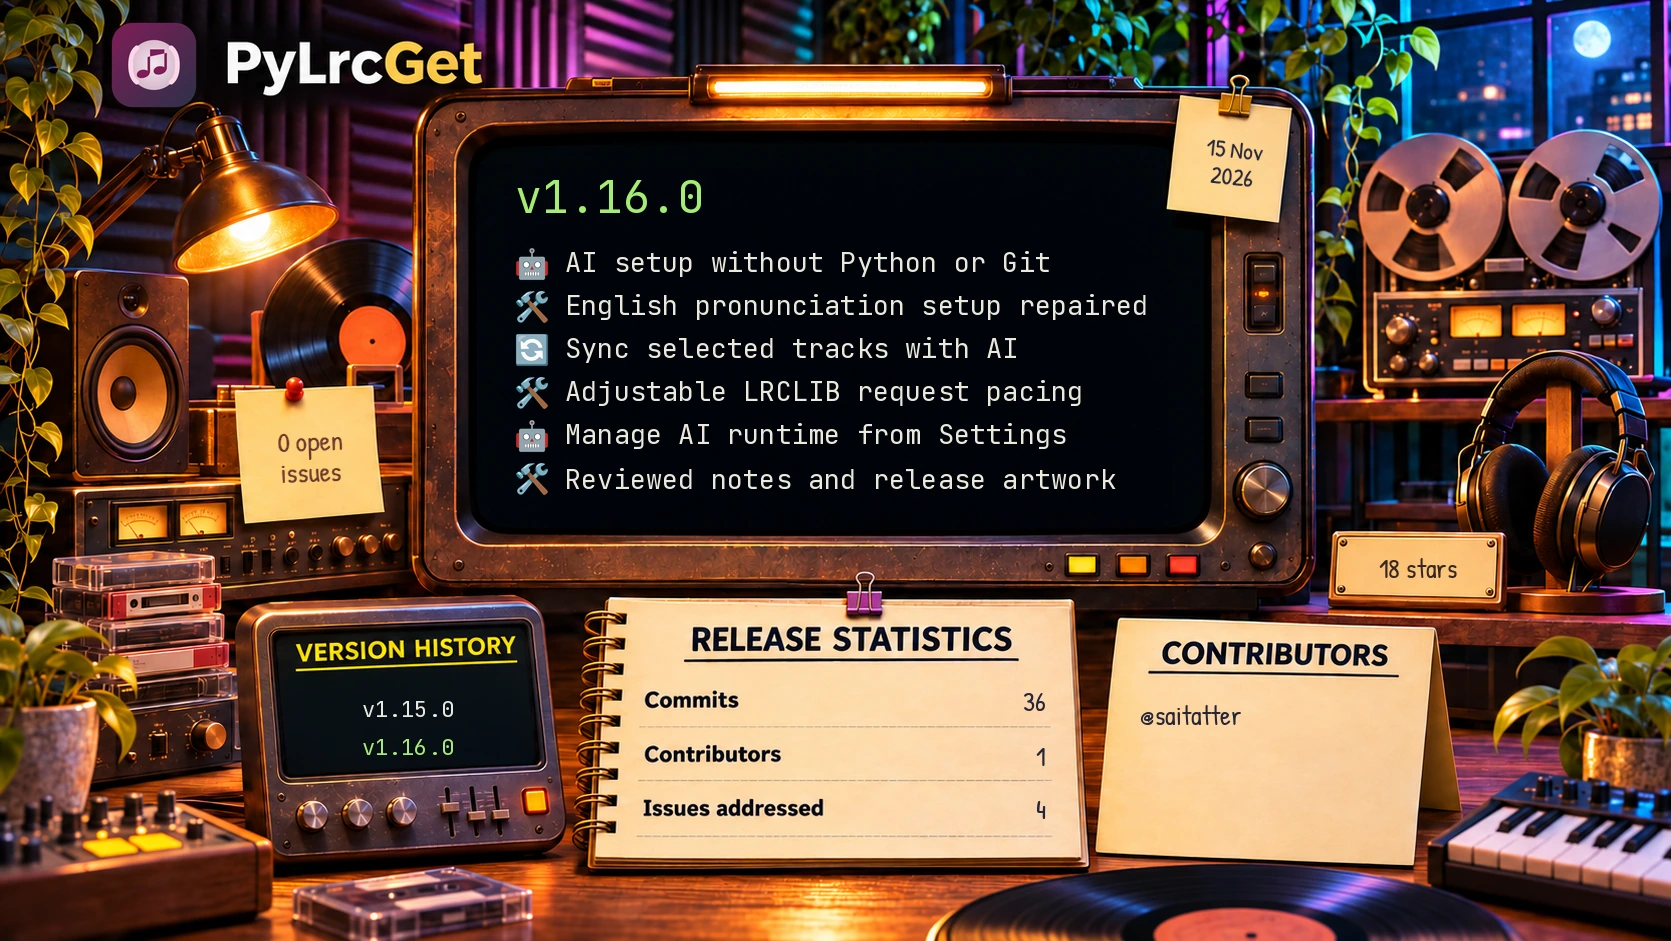 PyLrcGet
15 Nov
2026
v1.16.0
🤖 AI setup without Python or Git
🛠️ English pronunciation setup repaired
🔄 Sync selected tracks with AI
🛠️ Adjustable LRCLIB request pacing
🤖 Manage AI runtime from Settings
🛠️ Reviewed notes and release artwork
0 open
issues
18 stars
VERSION HISTORY
v1.15.0
v1.16.0
RELEASE STATISTICS
Commits 36
Contributors 1
Issues addressed 4
CONTRIBUTORS
@saitatter